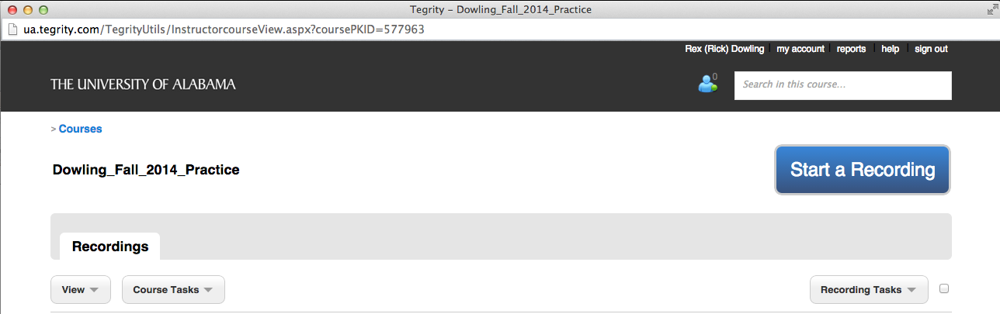 Tegrity – Dowling_Fall_2014_Practice
ua.tegrity.com/TegrityUtils/InstructorcourseView.aspx?coursePKID=577963
Rex (Rick) Dowling | my account | reports | help | sign out
THE UNIVERSITY OF ALABAMA
0
Search in this course...
> Courses
Dowling_Fall_2014_Practice
Start a Recording
Recordings
View Course Tasks Recording Tasks